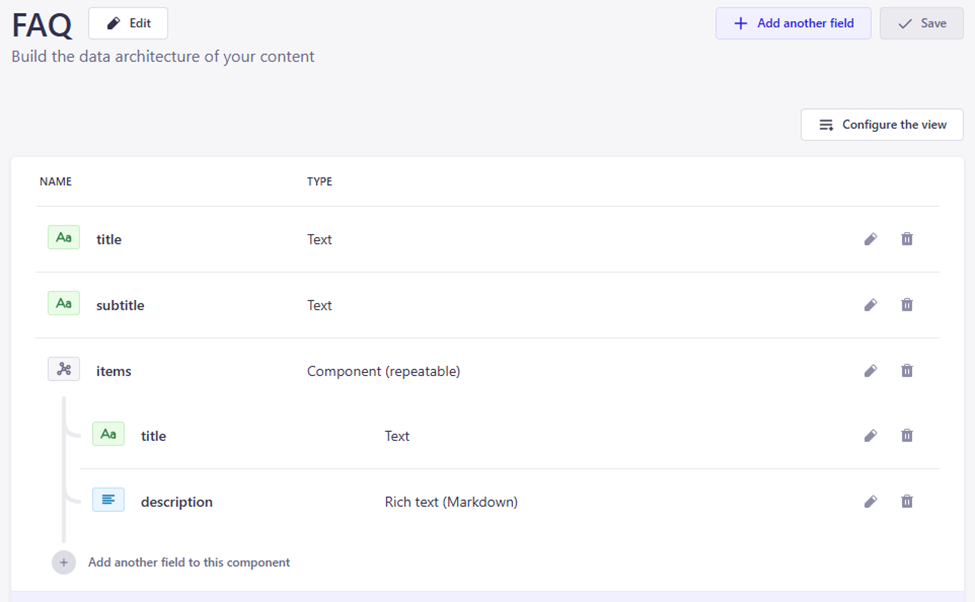 FAQ
Edit
Add another field
Save
Build the data architecture of your content
Configure the view
NAME TYPE
Aa title Text
Aa subtitle Text
items Component (repeatable)
Aa title Text
description Rich text (Markdown)
Add another field to this component